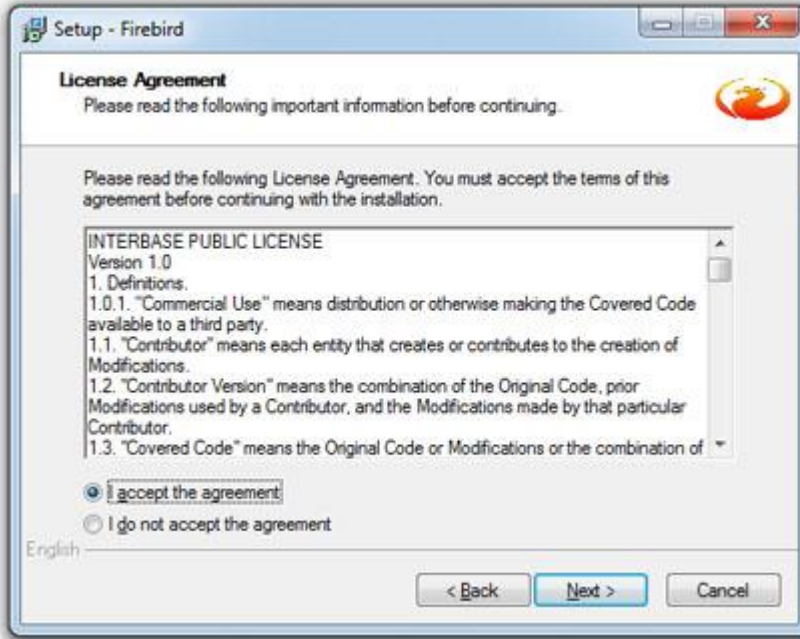 Setup - Firebird
License Agreement
Please read the following important information before continuing.
Please read the following License Agreement. You must accept the terms of this
agreement before continuing with the installation.
INTERBASE PUBLIC LICENSE
Version 1.0
1. Definitions.
1.0.1. "Commercial Use" means distribution or otherwise making the Covered Code
available to a third party.
1.1. "Contributor" means each entity that creates or contributes to the creation of
Modifications.
1.2. "Contributor Version" means the combination of the Original Code, prior
Modifications used by a Contributor, and the Modifications made by that particular
Contributor.
1.3. "Covered Code" means the Original Code or Modifications or the combination of
I accept the agreement
I do not accept the agreement
English
< Back
Next >
Cancel